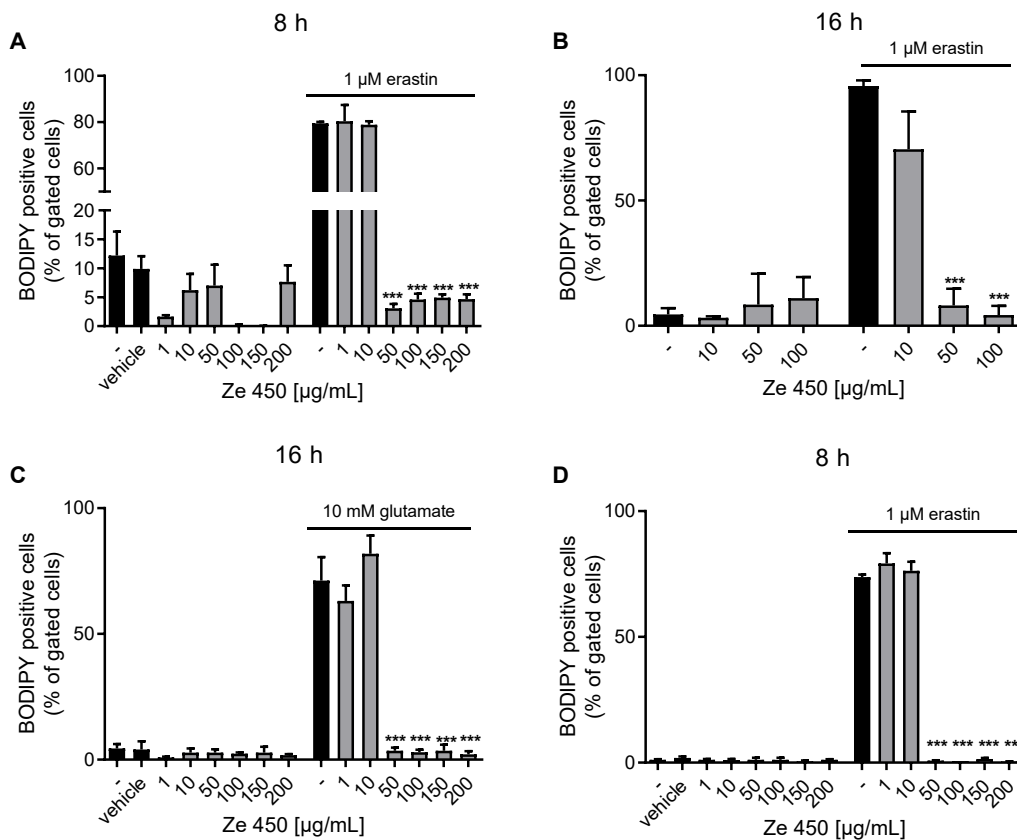 8 h
A
1 µM erastin
BODIPY positive cells
(% of gated cells)
100
80
60
20
15
10
5
0
*** *** *** ***
- vehicle 1 10 50 100 150 200 - 1 10 50 100 150 200
Ze 450 [µg/mL]
16 h
B
1 µM erastin
BODIPY positive cells
(% of gated cells)
100
50
0
*** ***
- 10 50 100 - 10 50 100
Ze 450 [µg/mL]
16 h
C
10 mM glutamate
BODIPY positive cells
(% of gated cells)
100
50
0
*** *** *** ***
- vehicle 1 10 50 100 150 200 - 1 10 50 100 150 200
Ze 450 [µg/mL]
8 h
D
1 µM erastin
BODIPY positive cells
(% of gated cells)
100
50
0
*** *** *** **
- vehicle 1 10 50 100 150 200 - 1 10 50 100 150 200
Ze 450 [µg/mL]